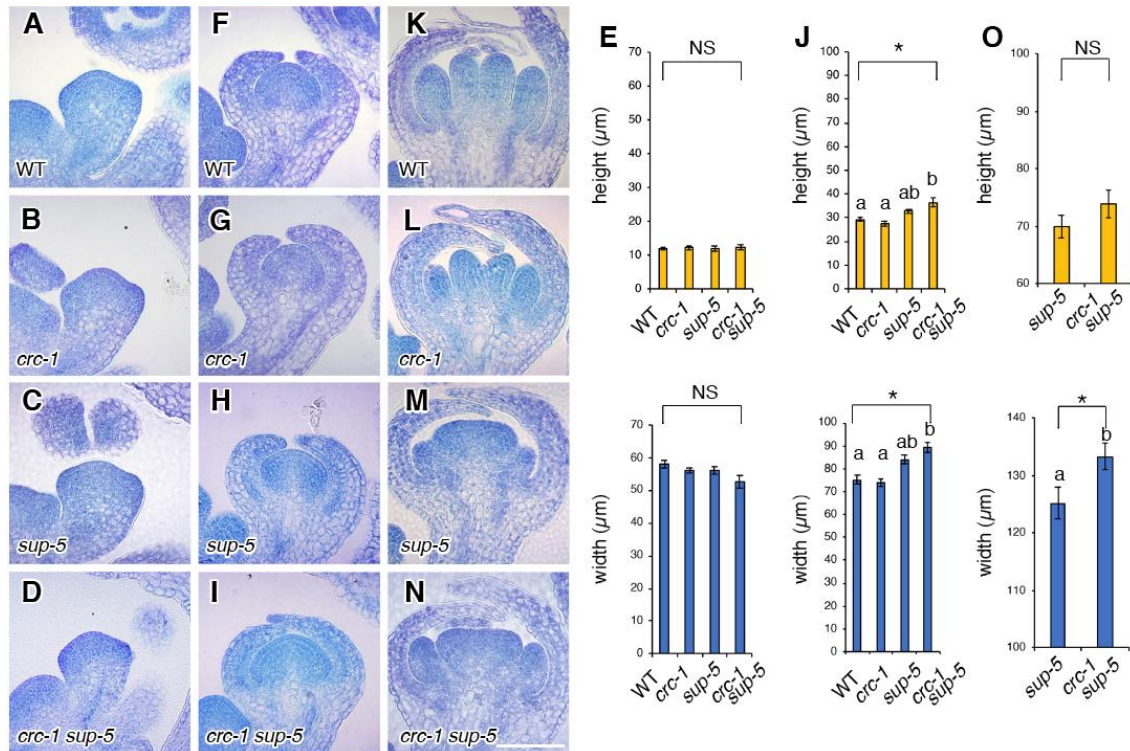 A
WT
F
WT
K
WT
B
crc-1
G
crc-1
L
crc-1
C
sup-5
H
sup-5
M
sup-5
D
crc-1 sup-5
I
crc-1 sup-5
N
crc-1 sup-5
E
NS
height (µm)
70
60
50
40
30
20
10
0
WT
crc-1
sup-5
crc-1
sup-5
J
*
height (µm)
100
90
80
70
60
50
40
30
20
10
0
a a ab b
WT
crc-1
sup-5
crc-1
sup-5
O
NS
height (µm)
100
90
80
70
60
sup-5
crc-1
sup-5
NS
width (µm)
70
60
50
40
30
20
10
0
WT
crc-1
sup-5
crc-1
sup-5
*
width (µm)
100
90
80
70
60
50
40
30
20
10
0
a a ab b
WT
crc-1
sup-5
crc-1
sup-5
*
width (µm)
140
130
120
110
100
a b
sup-5
crc-1
sup-5